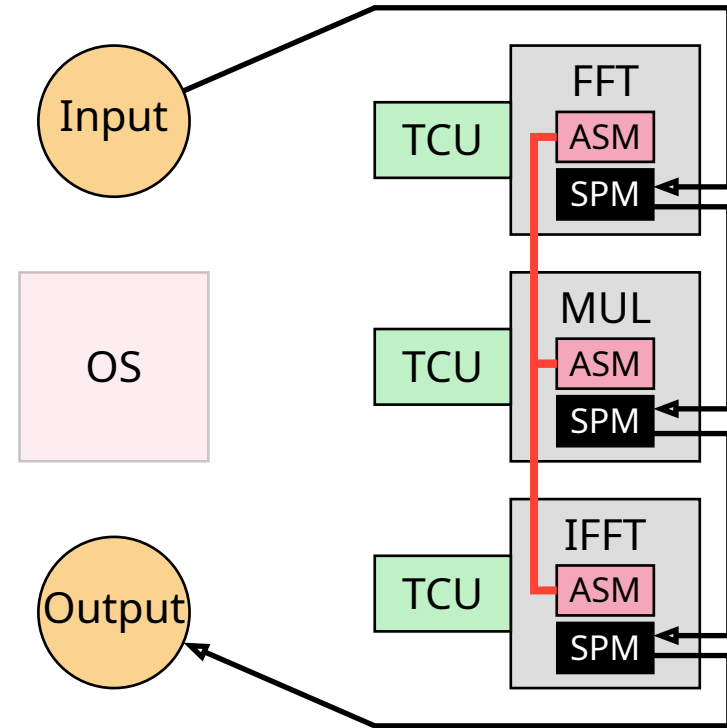 Input
TCU
FFT
ASM
SPM
OS
TCU
MUL
ASM
SPM
Output
TCU
IFFT
ASM
SPM